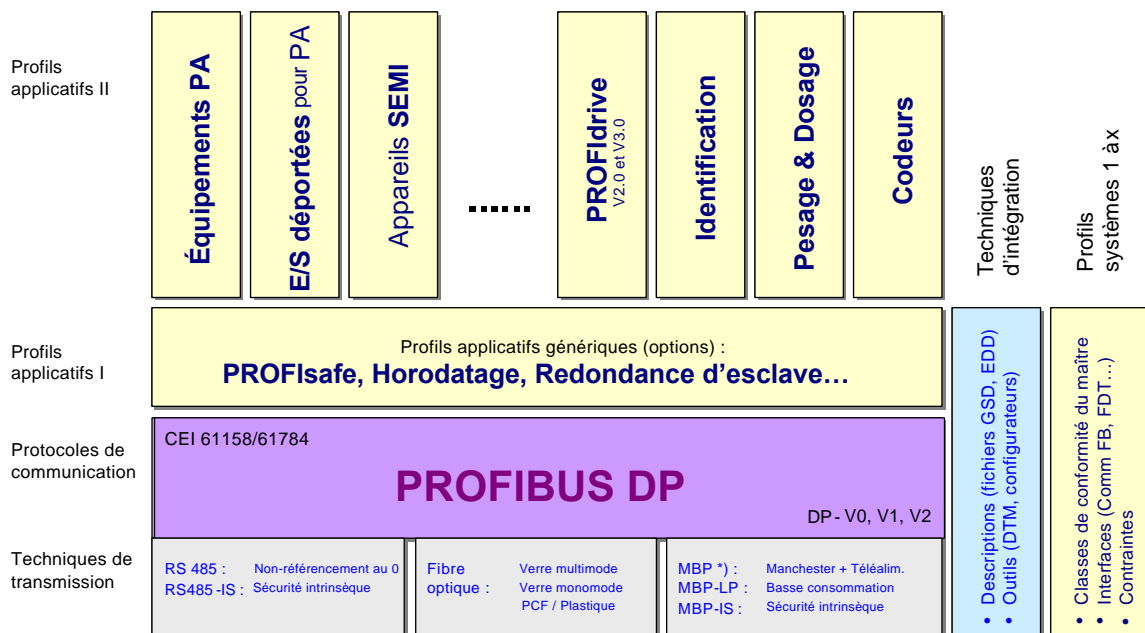 Profils
applicatifs II
Équipements PA
E/S déportées pour PA
Appareils SEMI
.......
PROFIdrive
V2.0 et V3.0
Identification
Pesage & Dosage
Codeurs
Techniques
d'intégration
Profils
systèmes 1 àx
Profils
applicatifs I
Profils applicatifs génériques (options) :
PROFIsafe, Horodatage, Redondance d'esclave…
• Descriptions (fichiers GSD, EDD)
• Outils (DTM, configurateurs)
• Classes de conformité du maître
• Interfaces (Comm FB, FDT…)
• Contraintes
Protocoles de
communication
CEI 61158/61784
PROFIBUS DP
DP - V0, V1, V2
Techniques de
transmission
RS 485 : Non-référencement au 0
RS485 -IS : Sécurité intrinsèque
Fibre Verre multimode
optique : Verre monomode
PCF / Plastique
MBP *) : Manchester + Téléalim.
MBP-LP : Basse consommation
MBP-IS : Sécurité intrinsèque